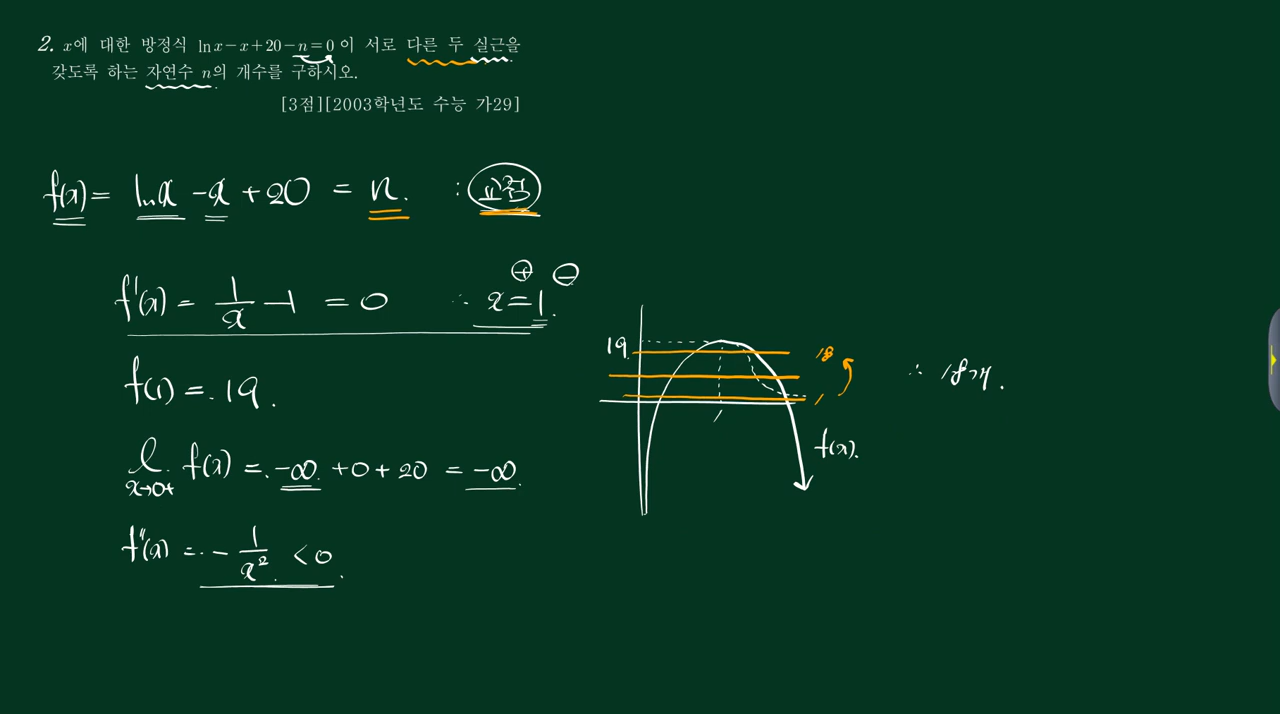 2. x에 대한 방정식 ln x-x+20-n=0이 서로 다른 두 실근을
갖도록 하는 자연수 n의 개수를 구하시오.
[3점][2003학년도 수능 가29]
f(x)= ln x -x +20 = n. : 교점
f'(x) = 1/x -1 = 0 ∴ x=1. ⊕ ⊖
f(1) = 19.
19
18
1
1
∴ 18개.
f(x).
l x→0+ f(x) = -∞ +0+20 = -∞.
f''(x) = - 1/x² <0.